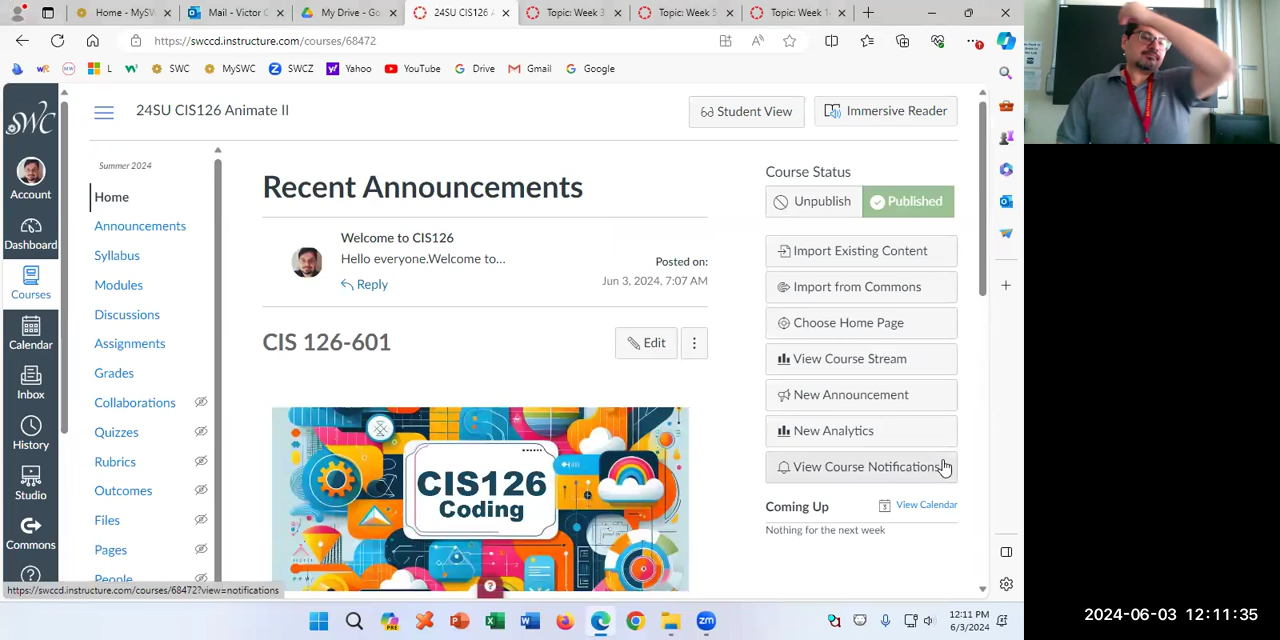 Home - MySW
Mail - Victor C
My Drive - Go
24SU CIS126 A
Topic: Week 3
Topic: Week 5
Topic: Week 1
https://swccd.instructure.com/courses/68472
L
SWC
MySWC
SWCZ
Yahoo
YouTube
Drive
Gmail
Google
SWC
Account
Dashboard
Courses
Calendar
Inbox
History
Studio
Commons
24SU CIS126 Animate II
Student View
Immersive Reader
Summer 2024
Home
Announcements
Syllabus
Modules
Discussions
Assignments
Grades
Collaborations
Quizzes
Rubrics
Outcomes
Files
Pages
People
Recent Announcements
Welcome to CIS126
Hello everyone.Welcome to...
Reply
Posted on:
Jun 3, 2024, 7:07 AM
CIS 126-601
Edit
CIS126
Coding
Course Status
Unpublish
Published
Import Existing Content
Import from Commons
Choose Home Page
View Course Stream
New Announcement
New Analytics
View Course Notifications
Coming Up
View Calendar
Nothing for the next week
https://swccd.instructure.com/courses/68472?view=notifications
12:11 PM
6/3/2024
2024-06-03 12:11:35